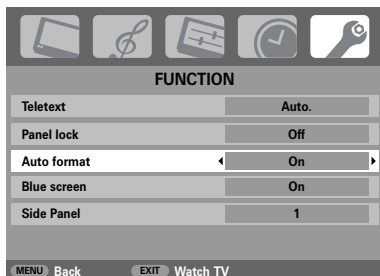 FUNCTION
Teletext Auto.
Panel lock Off
Auto format On
Blue screen On
Side Panel 1
MENU Back EXIT Watch TV